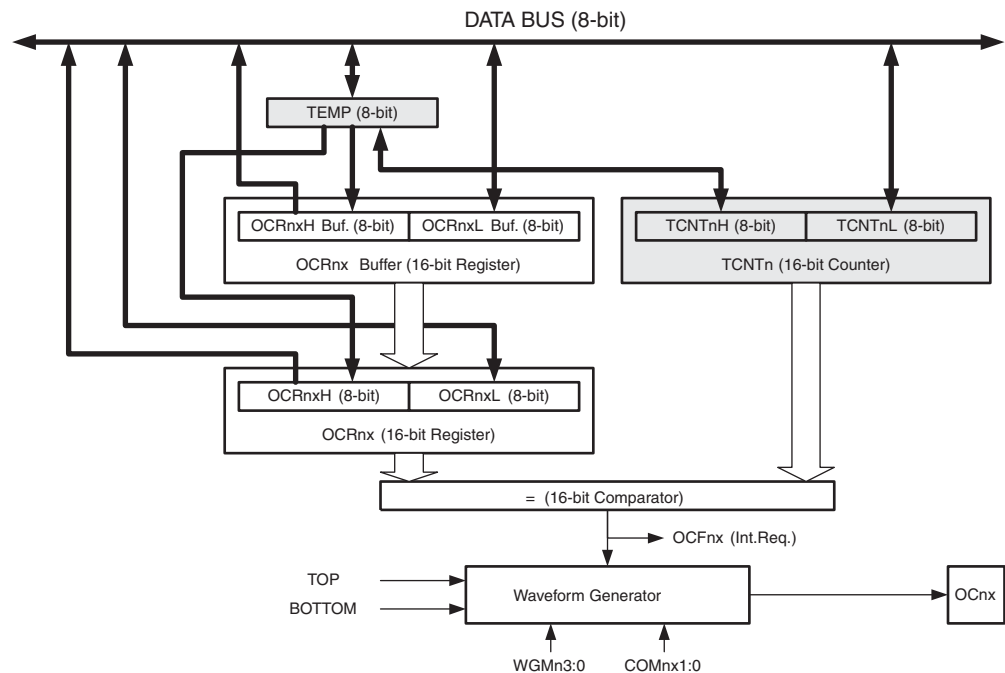 DATA BUS (8-bit)
TEMP (8-bit)
OCRnxH Buf. (8-bit) OCRnxL Buf. (8-bit)
OCRnx Buffer (16-bit Register)
TCNTnH (8-bit) TCNTnL (8-bit)
TCNTn (16-bit Counter)
OCRnxH (8-bit) OCRnxL (8-bit)
OCRnx (16-bit Register)
= (16-bit Comparator)
OCFnx (Int.Req.)
TOP
BOTTOM
Waveform Generator
OCnx
WGMn3:0 COMnx1:0